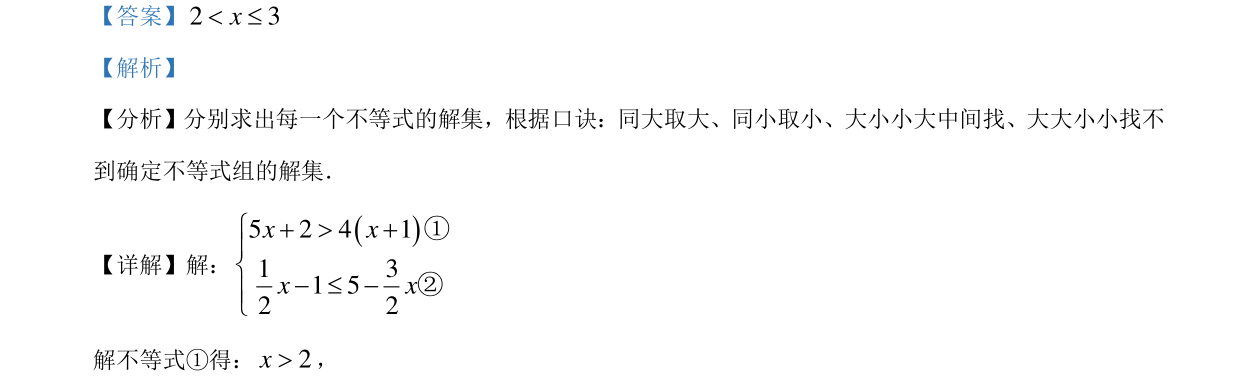 【答案】2 < x ≤ 3
【解析】
【分析】分别求出每一个不等式的解集，根据口诀：同大取大、同小取小、大小小大中间找、大大小小找不
到确定不等式组的解集.
【详解】解：{5x+2>4(x+1)①
1/2 x−1≤5−3/2 x②
解不等式①得：x > 2，